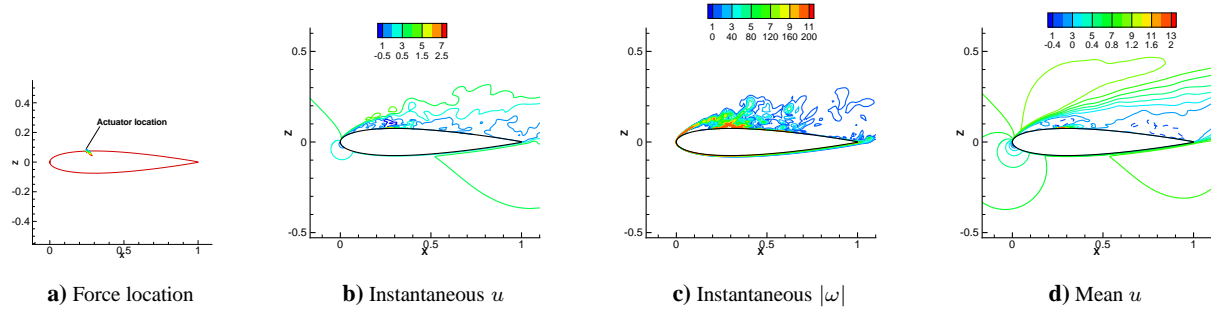 0.4
0.2
z
0
-0.2
-0.4
0
0.5
1
x
Actuator location
a) Force location
1 3 5 7
-0.5 0.5 1.5 2.5
0.5
z
0
-0.5
0
0.5
1
x
b) Instantaneous u
1 3 5 7 9 11
0 40 80 120 160 200
0.5
z
0
-0.5
0
0.5
1
x
c) Instantaneous |ω|
1 3 5 7 9 11 13
-0.4 0 0.4 0.8 1.2 1.6 2
0.5
z
0
-0.5
0
0.5
1
x
d) Mean u